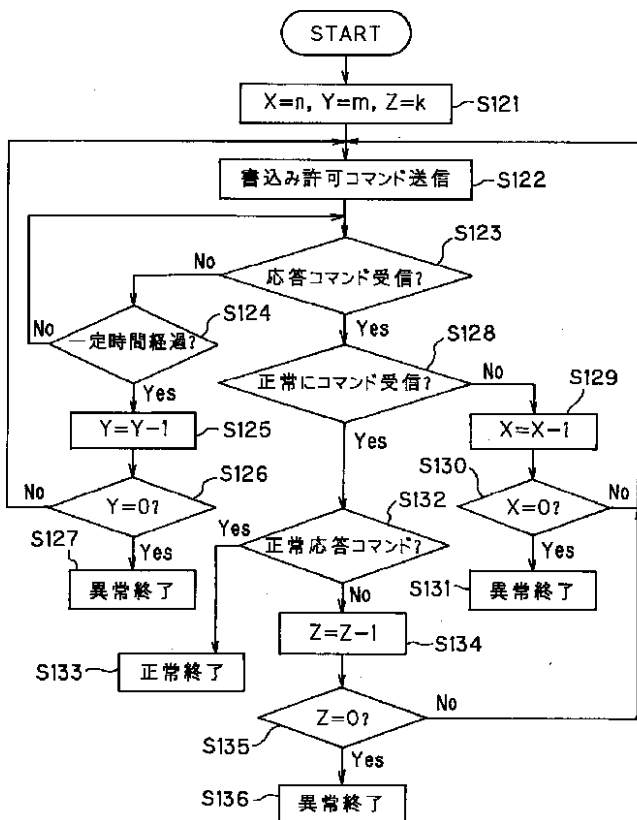 START
X=n, Y=m, Z=k
S121
書込み許可コマンド送信
S122
S123
No
応答コマンド受信?
S124
No
一定時間経過?
Yes
S128
正常にコマンド受信?
No
Yes
S129
Y=Y-1
S125
X=X-1
Yes
S126
S130
No
Y=0?
S132
X=0?
No
S127
Yes
Yes
正常応答コマンド?
Yes
異常終了
S131
異常終了
No
Z=Z-1
S134
S133
正常終了
No
Z=0?
S135
Yes
S136
異常終了